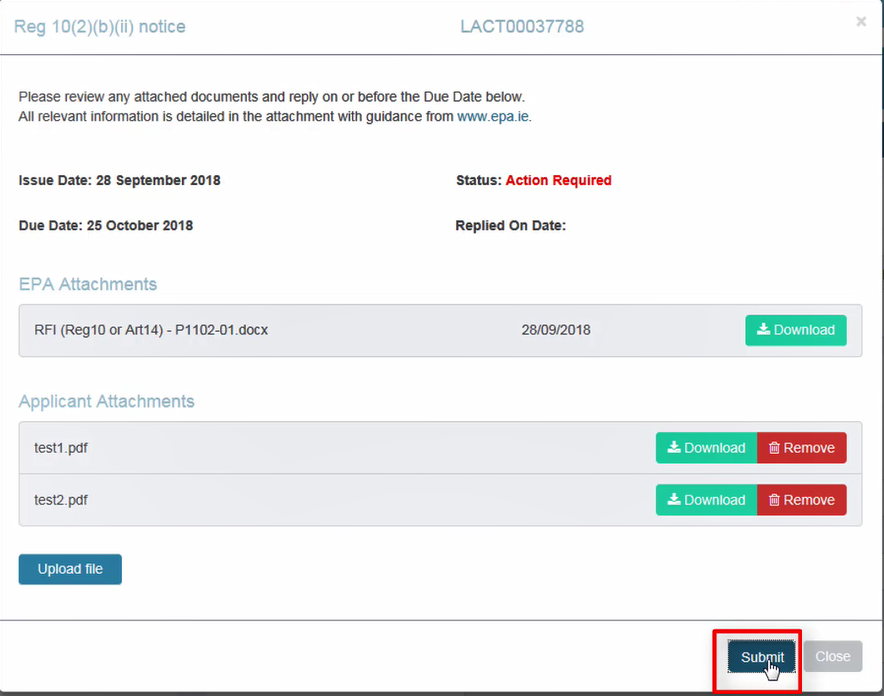 Reg 10(2)(b)(ii) notice LACT00037788 ×
Please review any attached documents and reply on or before the Due Date below.
All relevant information is detailed in the attachment with guidance from www.epa.ie.
Issue Date: 28 September 2018 Status: Action Required
Due Date: 25 October 2018 Replied On Date:
EPA Attachments
RFI (Reg10 or Art14) - P1102-01.docx 28/09/2018 Download
Applicant Attachments
test1.pdf Download Remove
test2.pdf Download Remove
Upload file
Submit Close